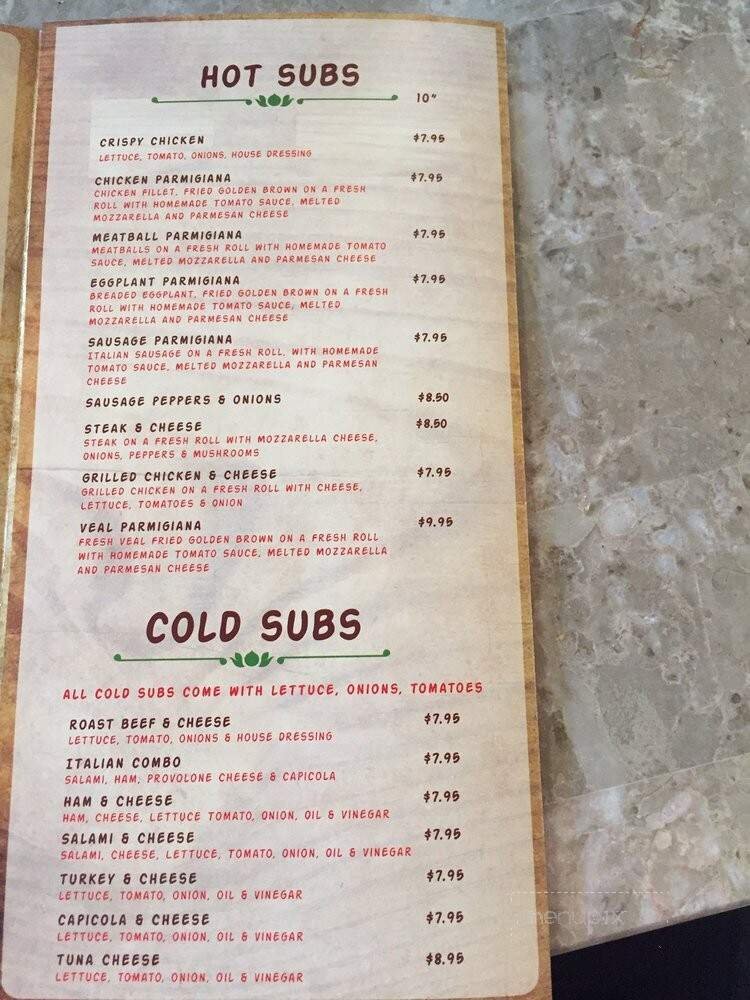 HOT SUBS
10"
CRISPY CHICKEN $7.95
LETTUCE, TOMATO, ONIONS, HOUSE DRESSING
CHICKEN PARMIGIANA $7.95
CHICKEN FILLET, FRIED GOLDEN BROWN ON A FRESH
ROLL WITH HOMEMADE TOMATO SAUCE, MELTED
MOZZARELLA AND PARMESAN CHEESE
MEATBALL PARMIGIANA $7.95
MEATBALLS ON A FRESH ROLL WITH HOMEMADE TOMATO
SAUCE, MELTED MOZZARELLA AND PARMESAN CHEESE
EGGPLANT PARMIGIANA $7.95
BREADED EGGPLANT, FRIED GOLDEN BROWN ON A FRESH
ROLL WITH HOMEMADE TOMATO SAUCE, MELTED
MOZZARELLA AND PARMESAN CHEESE
SAUSAGE PARMIGIANA $7.95
ITALIAN SAUSAGE ON A FRESH ROLL, WITH HOMEMADE
TOMATO SAUCE, MELTED MOZZARELLA AND PARMESAN
CHEESE
SAUSAGE PEPPERS & ONIONS $8.50
STEAK & CHEESE $8.50
STEAK ON A FRESH ROLL WITH MOZZARELLA CHEESE,
ONIONS, PEPPERS & MUSHROOMS
GRILLED CHICKEN & CHEESE $7.95
GRILLED CHICKEN ON A FRESH ROLL WITH CHEESE,
LETTUCE, TOMATOES & ONION
VEAL PARMIGIANA $9.95
FRESH VEAL FRIED GOLDEN BROWN ON A FRESH ROLL
WITH HOMEMADE TOMATO SAUCE, MELTED MOZZARELLA
AND PARMESAN CHEESE
COLD SUBS
ALL COLD SUBS COME WITH LETTUCE, ONIONS, TOMATOES
ROAST BEEF & CHEESE $7.95
LETTUCE, TOMATO, ONIONS & HOUSE DRESSING
ITALIAN COMBO $7.95
SALAMI, HAM, PROVOLONE CHEESE & CAPICOLA
HAM & CHEESE $7.95
HAM, CHEESE, LETTUCE TOMATO, ONION, OIL & VINEGAR
SALAMI & CHEESE $7.95
SALAMI, CHEESE, LETTUCE, TOMATO, ONION, OIL & VINEGAR
TURKEY & CHEESE $7.95
LETTUCE, TOMATO, ONION, OIL & VINEGAR
CAPICOLA & CHEESE $7.95
LETTUCE, TOMATO, ONION, OIL & VINEGAR
TUNA CHEESE $8.95
LETTUCE, TOMATO, ONION, OIL & VINEGAR
menupix